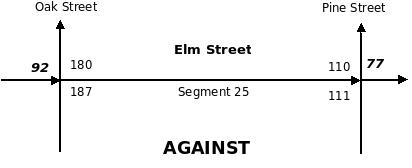 Oak Street
Pine Street
Elm Street
92
180
110
77
187
Segment 25
111
AGAINST